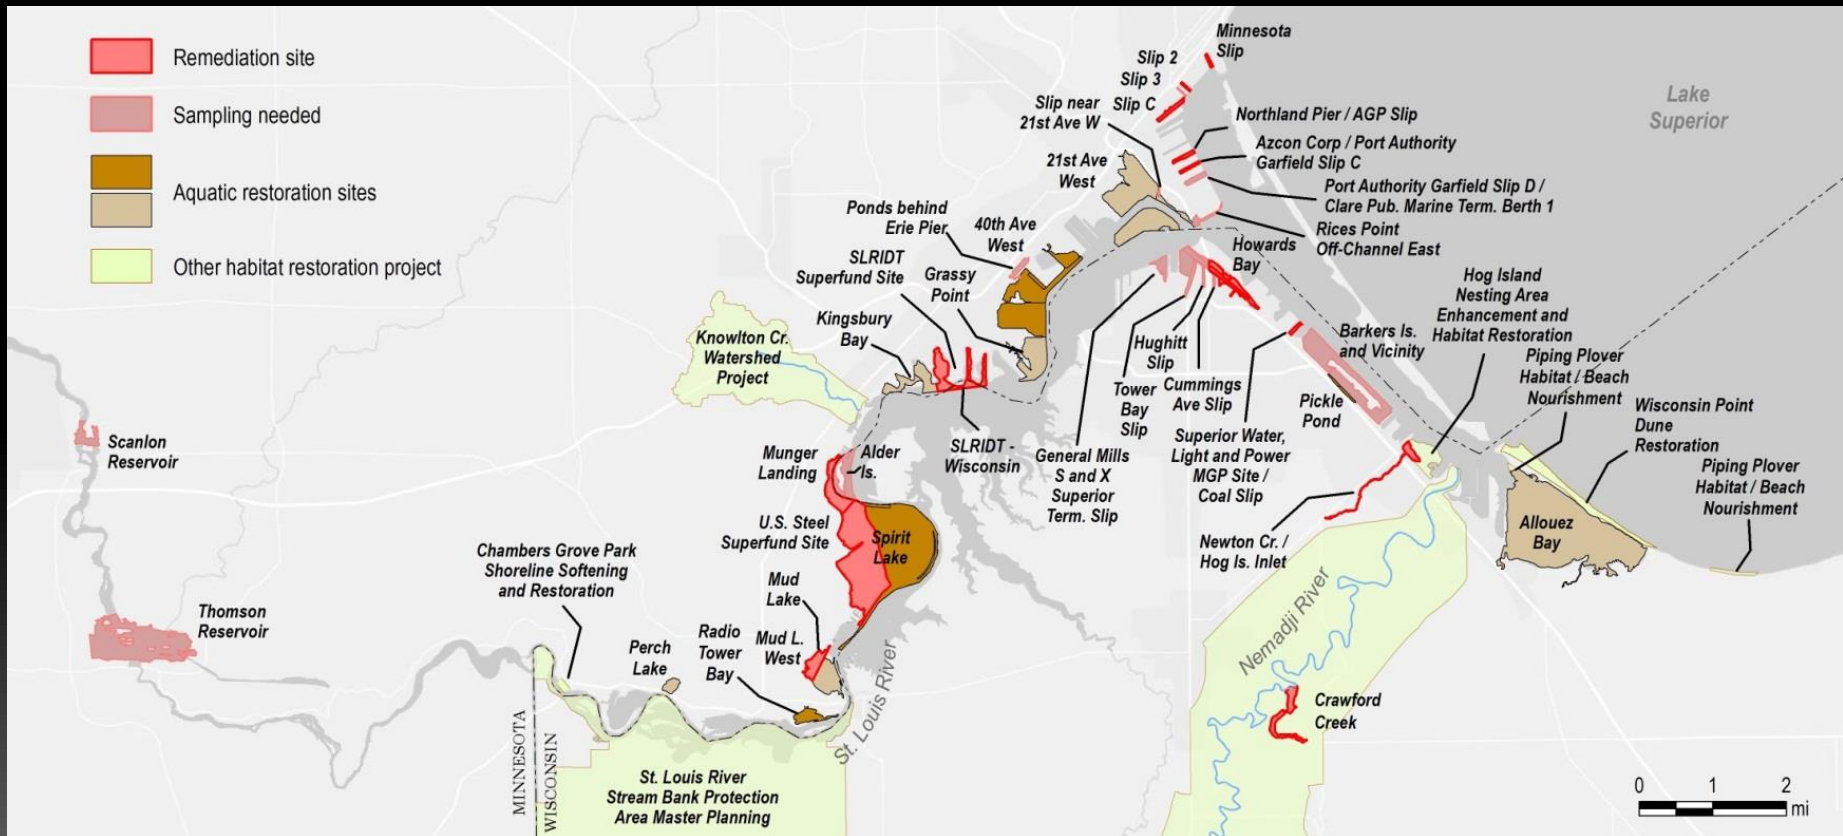 Remediation site
Sampling needed
Aquatic restoration sites
Other habitat restoration project
Minnesota
Slip
Slip 2
Slip 3
Slip C
Slip near
21st Ave W
21st Ave
West
Northland Pier / AGP Slip
Azcon Corp / Port Authority
Garfield Slip C
Port Authority Garfield Slip D /
Clare Pub. Marine Term. Berth 1
Rices Point
Off-Channel East
Lake
Superior
Ponds behind
Erie Pier
40th Ave
West
SLRIDT
Superfund Site
Grassy
Point
Kingsbury
Bay
Howards
Bay
Hog Island
Nesting Area
Enhancement and
Habitat Restoration
Knowlton Cr.
Watershed
Project
Hughitt
Slip
Tower
Bay
Slip
Cummings
Ave Slip
Barkers Is.
and Vicinity
Pickle
Pond
Piping Plover
Habitat / Beach
Nourishment
Wisconsin Point
Dune
Restoration
Piping Plover
Habitat / Beach
Nourishment
Scanlon
Reservoir
Munger
Landing
Alder
Is.
SLRIDT -
Wisconsin
General Mills
S and X
Superior
Term. Slip
Superior Water,
Light and Power
MGP Site /
Coal Slip
U.S. Steel
Superfund Site
Spirit
Lake
Newton Cr. /
Hog Is. Inlet
Allouez
Bay
Chambers Grove Park
Shoreline Softening
and Restoration
Mud
Lake
Thomson
Reservoir
Perch
Lake
Radio
Tower
Bay
Mud L.
West
St. Louis River
Nemadji River
Crawford
Creek
MINNESOTA
WISCONSIN
St. Louis River
Stream Bank Protection
Area Master Planning
0 1 2
mi